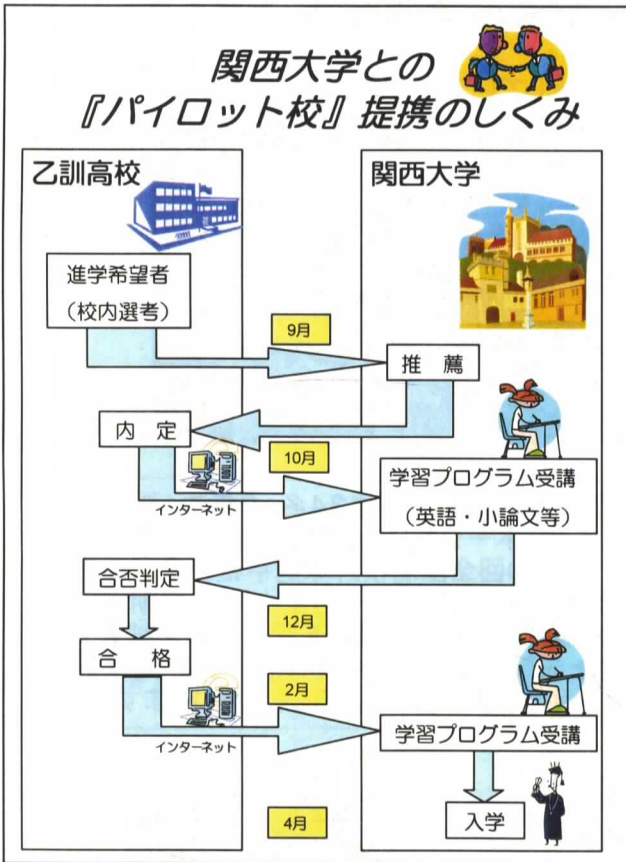 関西大学との
『パイロット校』提携のしくみ
乙訓高校
関西大学
進学希望者
(校内選考)
9月
推 薦
内 定
10月
インターネット
学習プログラム受講
(英語・小論文等)
合否判定
12月
合 格
2月
インターネット
学習プログラム受講
4月
入学